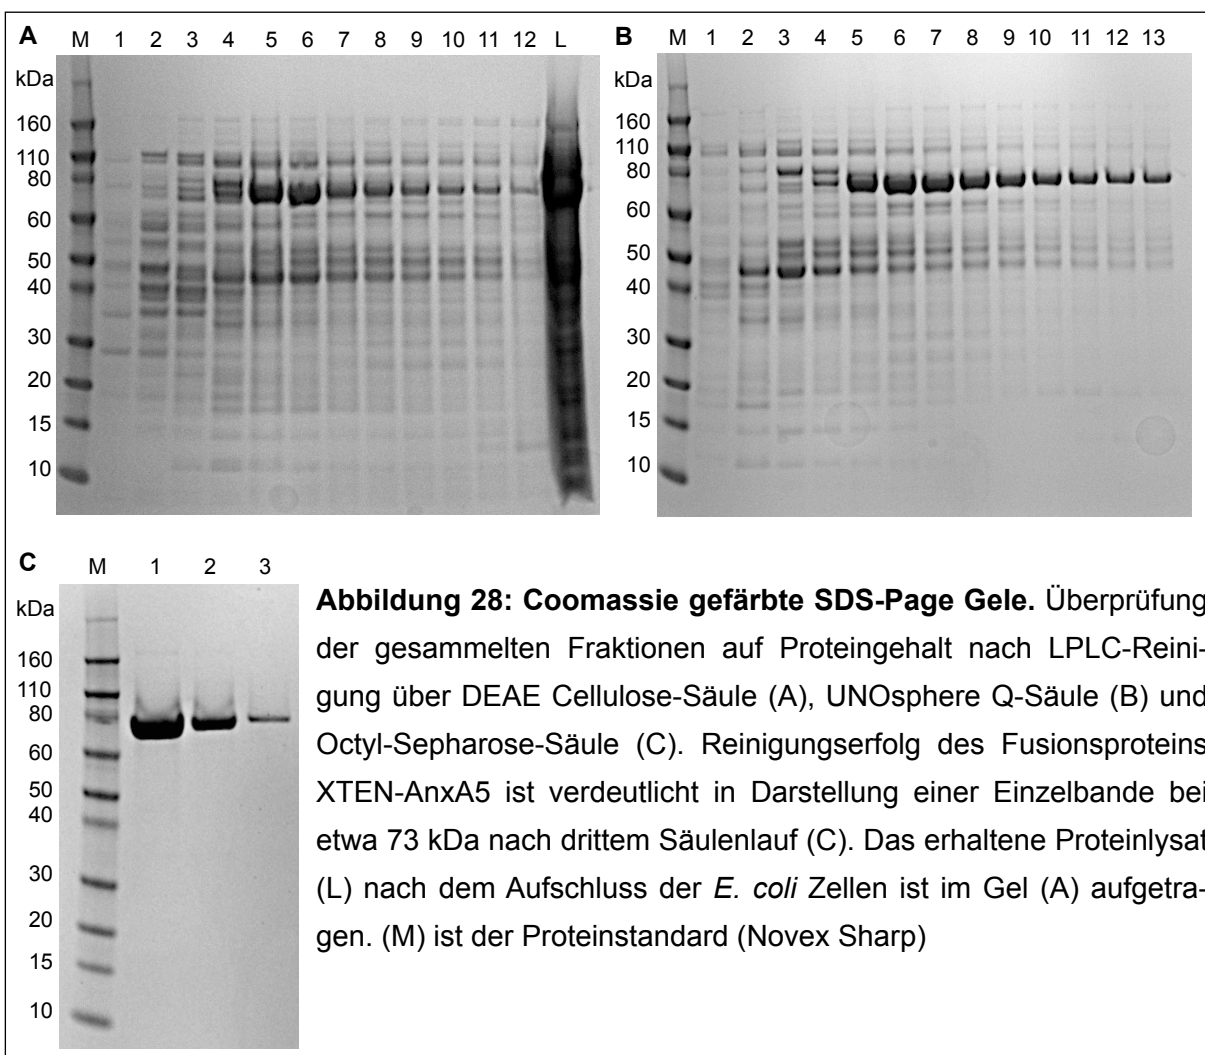 A M 1 2 3 4 5 6 7 8 9 10 11 12 L
kDa
160
110
80
60
50
40
30
20
15
10
B M 1 2 3 4 5 6 7 8 9 10 11 12 13
kDa
160
110
80
60
50
40
30
20
15
10
C M 1 2 3
kDa
160
110
80
60
50
40
30
20
15
10
Abbildung 28: Coomassie gefärbte SDS-Page Gele. Überprüfung
der gesammelten Fraktionen auf Proteingehalt nach LPLC-Reini-
gung über DEAE Cellulose-Säule (A), UNOsphere Q-Säule (B) und
Octyl-Sepharose-Säule (C). Reinigungserfolg des Fusionsproteins
XTEN-AnxA5 ist verdeutlicht in Darstellung einer Einzelbande bei
etwa 73 kDa nach drittem Säulenlauf (C). Das erhaltene Proteinlysat
(L) nach dem Aufschluss der E. coli Zellen ist im Gel (A) aufgetra-
gen. (M) ist der Proteinstandard (Novex Sharp)